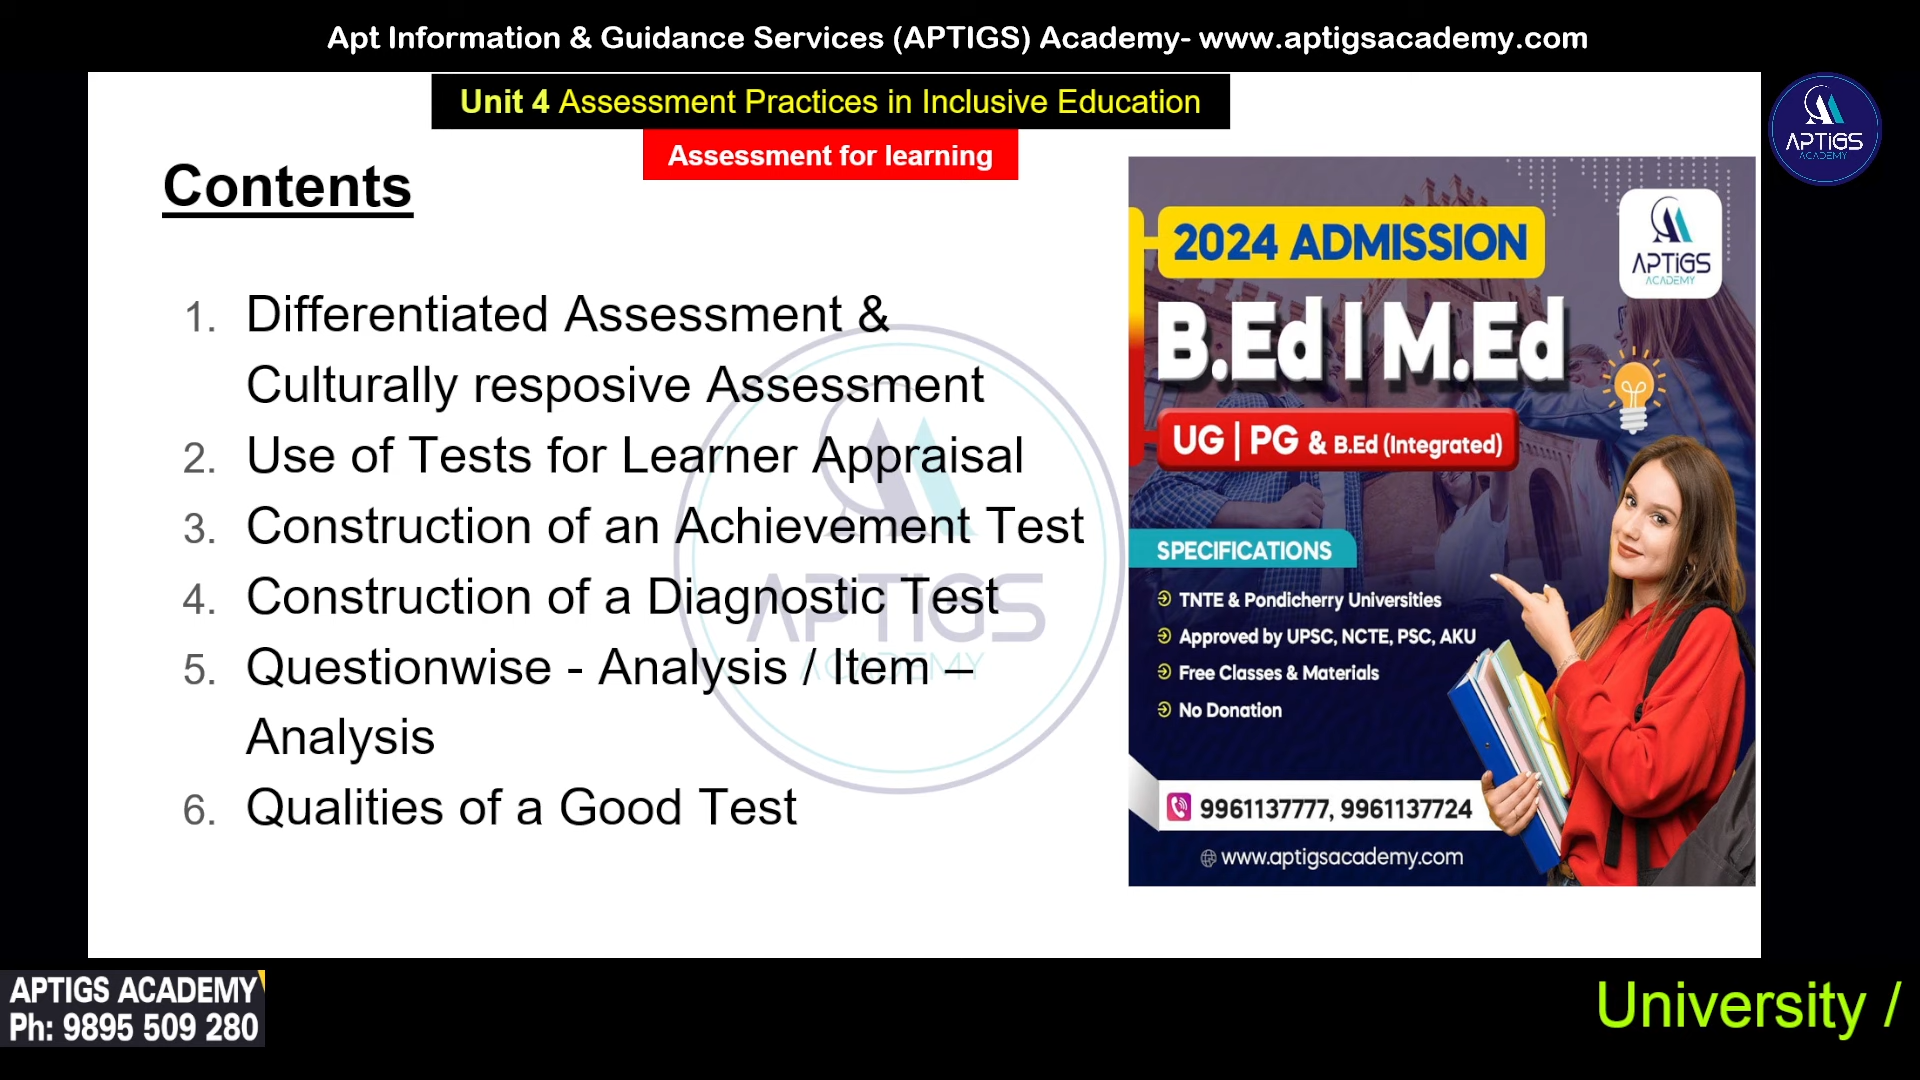 Apt Information & Guidance Services (APTIGS) Academy- www.aptigsacademy.com
Unit 4 Assessment Practices in Inclusive Education
Assessment for learning
APTiGS
ACADEMY
Contents
1. Differentiated Assessment &
Culturally resposive Assessment
2. Use of Tests for Learner Appraisal
3. Construction of an Achievement Test
4. Construction of a Diagnostic Test
5. Questionwise - Analysis / Item –
Analysis
6. Qualities of a Good Test
APTIGS
ACADEMY
2024 ADMISSION
APTiGS
ACADEMY
B.Ed | M.Ed
UG | PG & B.Ed (Integrated)
SPECIFICATIONS
TNTE & Pondicherry Universities
Approved by UPSC, NCTE, PSC, AKU
Free Classes & Materials
No Donation
9961137777, 9961137724
www.aptigsacademy.com
APTIGS ACADEMY
Ph: 9895 509 280
University /